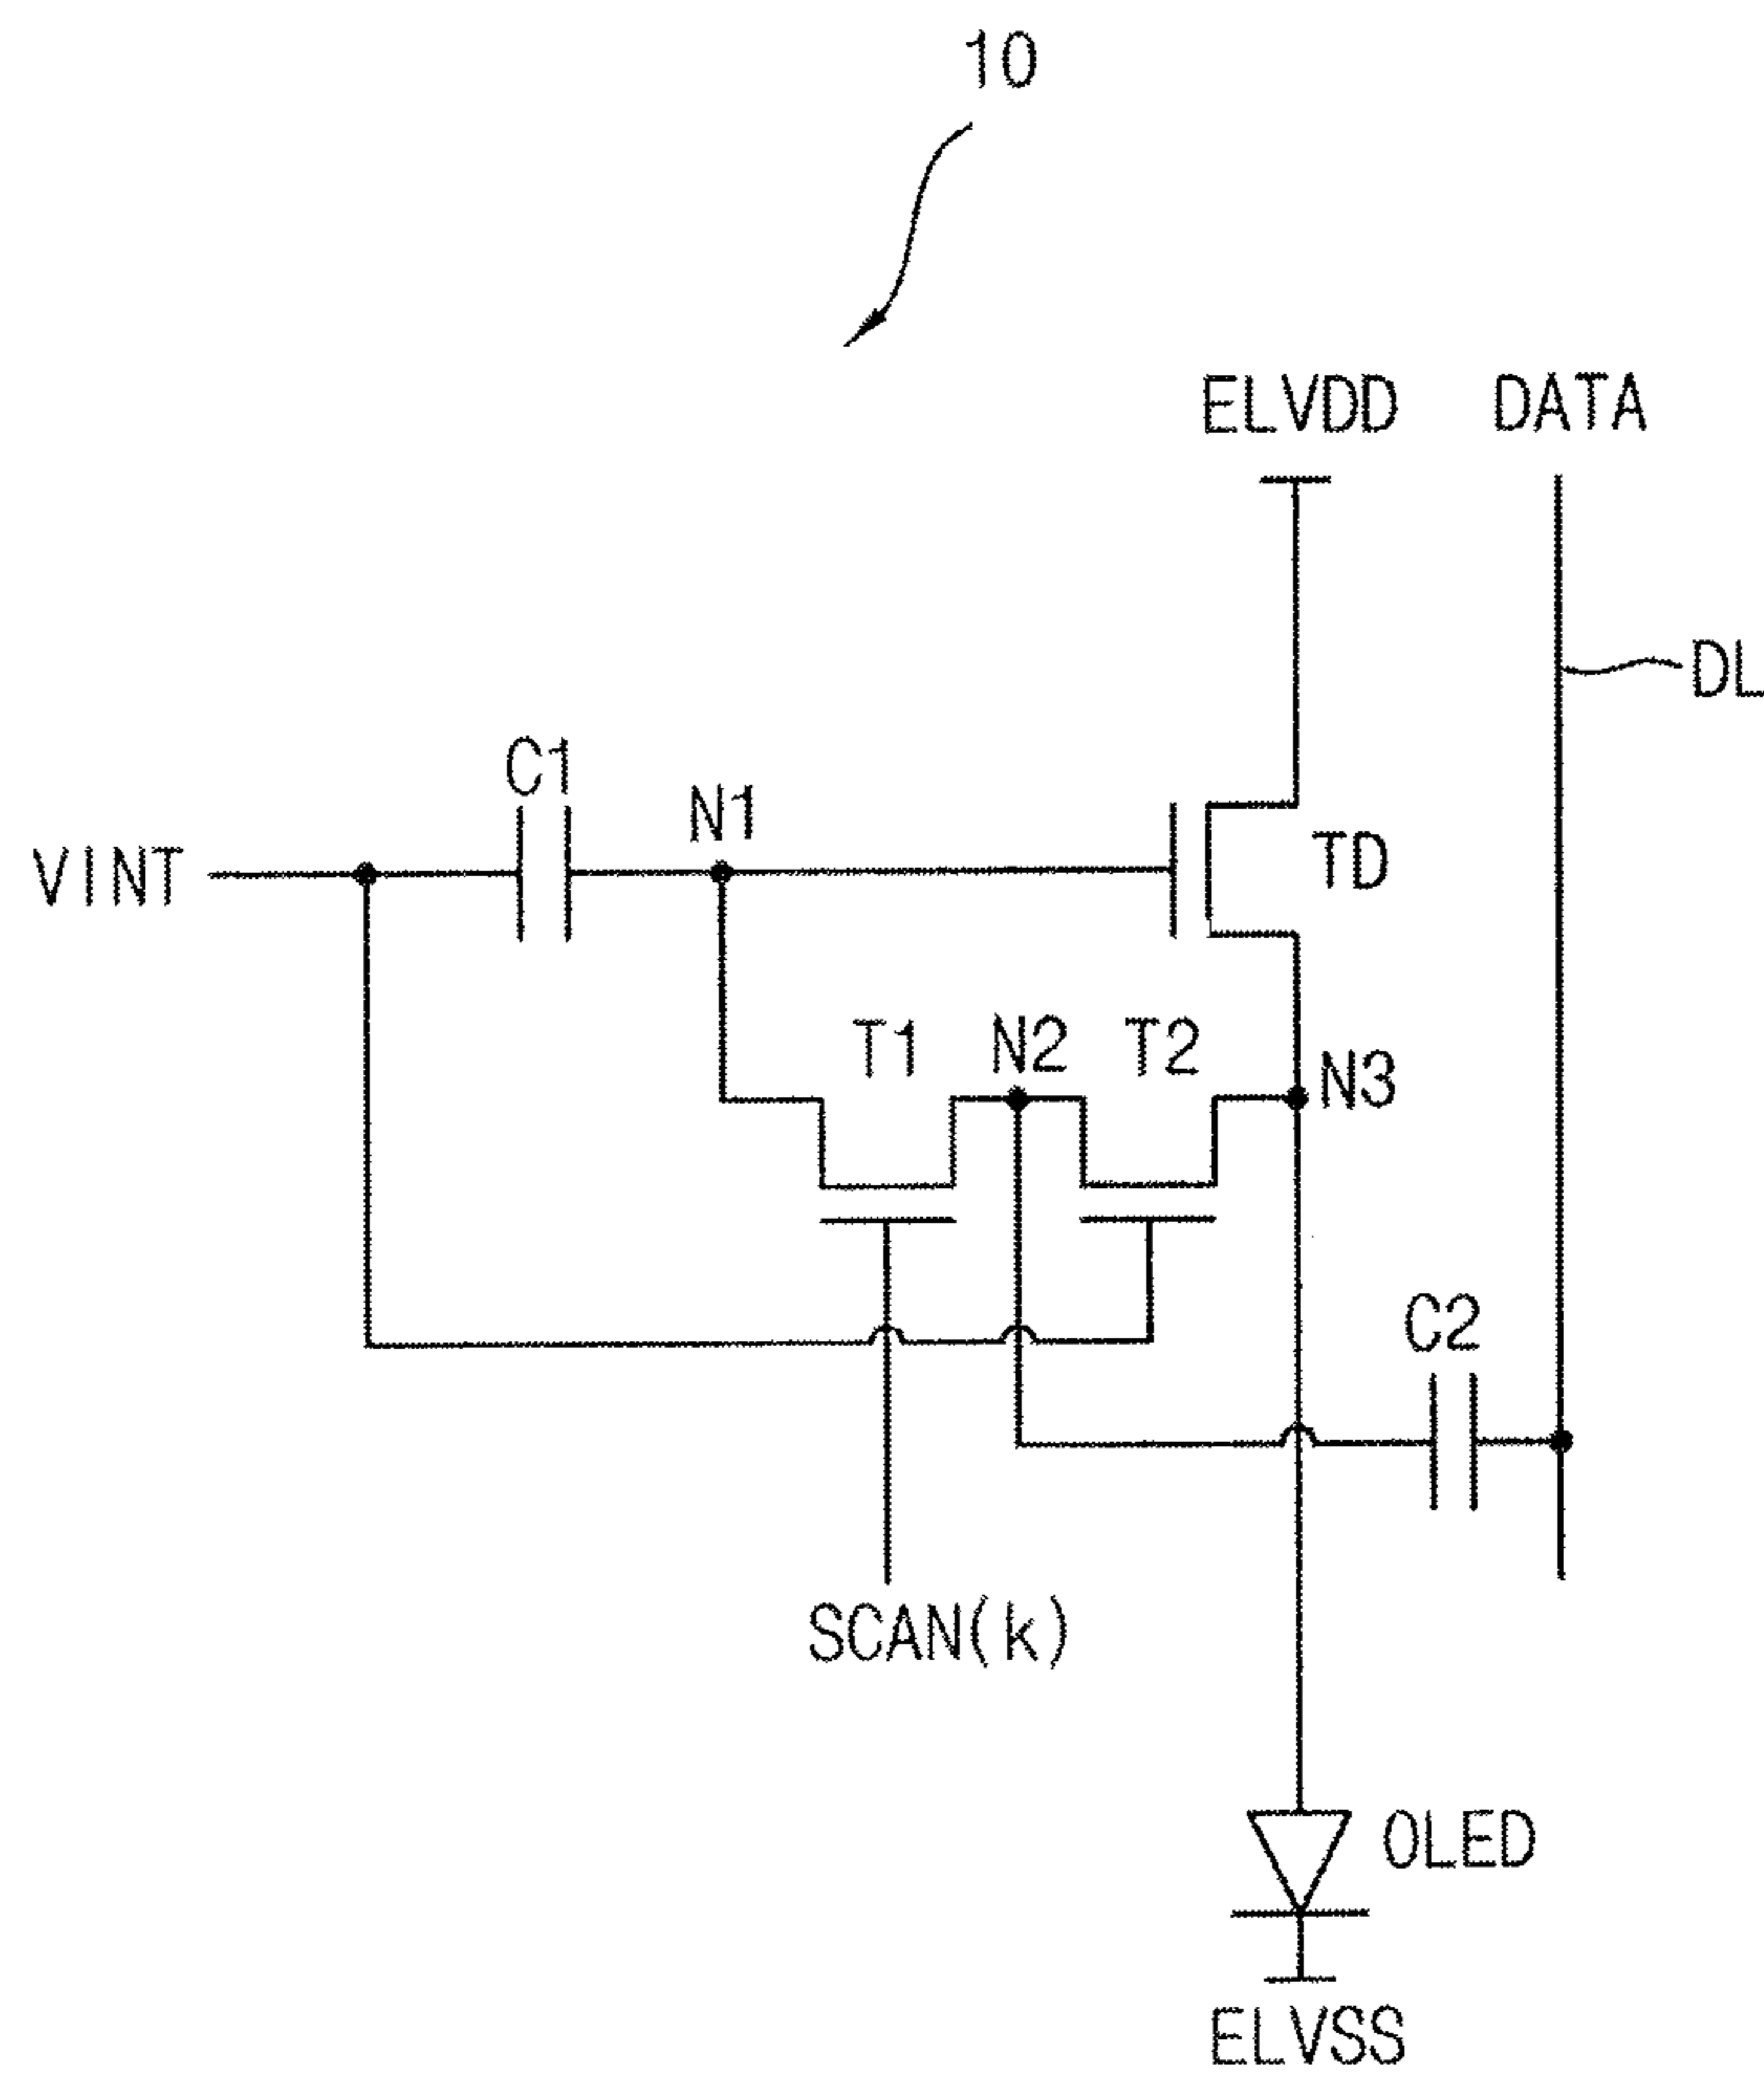 10
ELVDD
DATA
DL
C1
N1
VINT
TD
T1
N2
T2
N3
C2
SCAN(k)
OLED
ELVSS